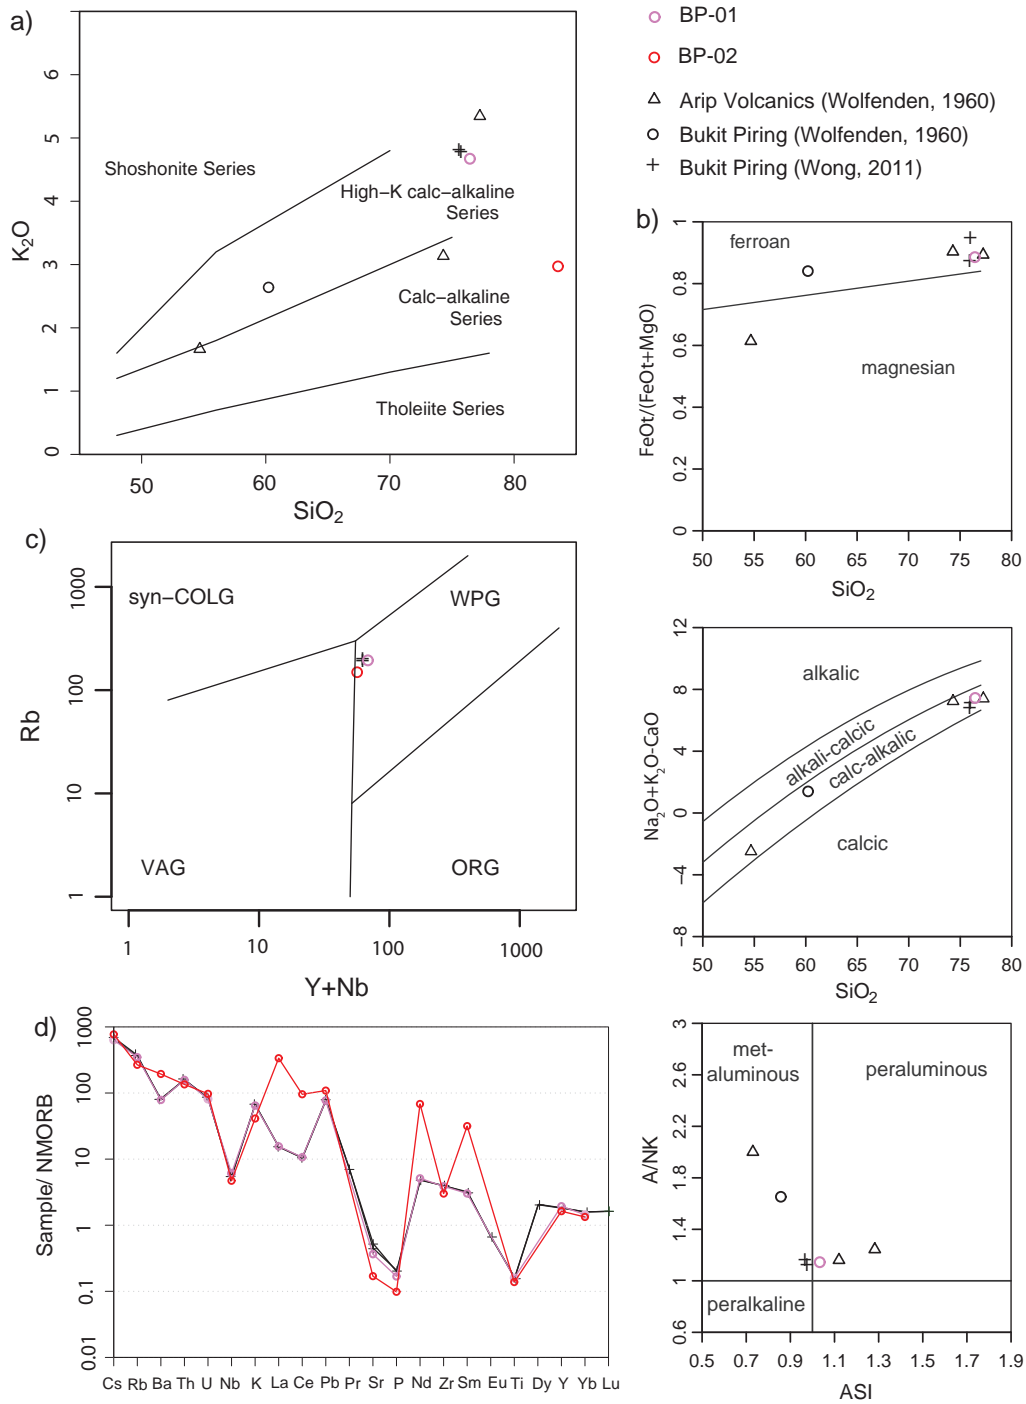 a)
K₂O
6
5
4
3
2
1
0
Shoshonite Series
High−K calc−alkaline
Series
Calc−alkaline
Series
Tholeiite Series
50
60
70
80
SiO₂
BP-01
BP-02
Arip Volcanics (Wolfenden, 1960)
Bukit Piring (Wolfenden, 1960)
Bukit Piring (Wong, 2011)
b)
FeOt/(FeOt+MgO)
1
0.8
0.6
0.4
0.2
0
ferroan
magnesian
50 55 60 65 70 75 80
SiO₂
c)
Rb
1000
100
10
1
syn−COLG
WPG
VAG
ORG
1 10 100 1000
Y+Nb
Na₂O+K₂O-CaO
12
8
4
0
−4
−8
alkalic
alkali-calcic
calc-alkalic
calcic
50 55 60 65 70 75 80
SiO₂
d)
Sample/ NMORB
1000
100
10
1
0.1
0.01
Cs Rb Ba Th U Nb K La Ce Pb Pr Sr P Nd Zr Sm Eu Ti Dy Y Yb Lu
A/NK
3
2.6
2.2
1.8
1.4
1
0.6
met-
aluminous
peraluminous
peralkaline
0.5 0.7 0.9 1.1 1.3 1.5 1.7 1.9
ASI